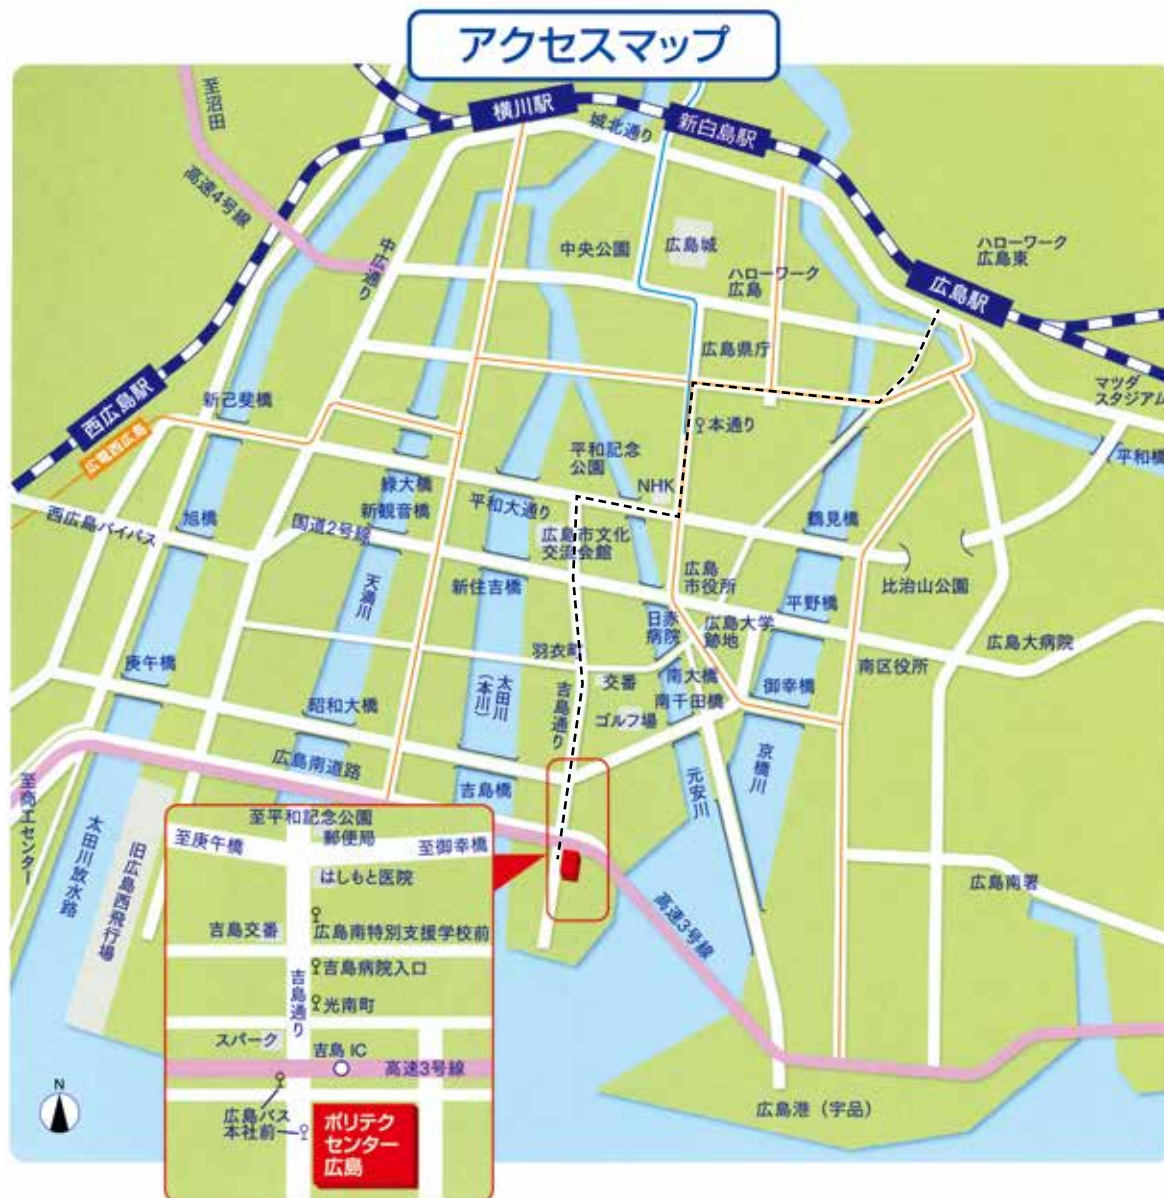 アクセスマップ
至沼田
横川駅
城北通り
新白島駅
高速4号線
中広通り
中央公園
広島城
ハローワーク
広島
ハローワーク
広島東
広島駅
広島県庁
マツダ
スタジアム
西広島駅
広電西広島
新己斐橋
本通り
平和記念
公園
平和橋
NHK
緑大橋
新観音橋
平和大通り
西広島バイパス
旭橋
国道2号線
広島市文化
交流会館
鶴見橋
天満川
新住吉橋
広島
市役所
比治山公園
平野橋
日赤
病院
広島大学
跡地
広島大病院
羽衣町
庚午橋
交番
南大橋
南区役所
太田川
(本川)
吉島通り
御幸橋
南千田橋
昭和大橋
ゴルフ場
広島南道路
京橋川
元安川
吉島橋
至商工センター
太田川放水路
旧広島西飛行場
広島南署
高速3号線
広島港(宇品)
至平和記念公園
郵便局
至庚午橋
至御幸橋
はしもと医院
吉島交番
広島南特別支援学校前
吉島病院入口
吉島通り
光南町
スパーク
吉島 IC
高速3号線
広島バス
本社前
ポリテク
センター
広島
N